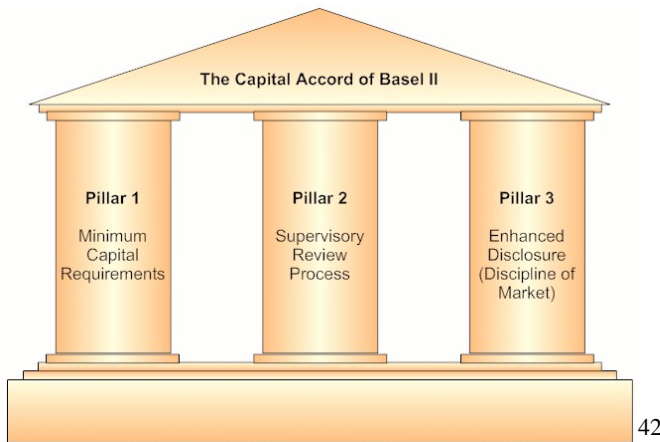 The Capital Accord of Basel II
Pillar 1
Minimum
Capital
Requirements
Pillar 2
Supervisory
Review
Process
Pillar 3
Enhanced
Disclosure
(Discipline of
Market)
42